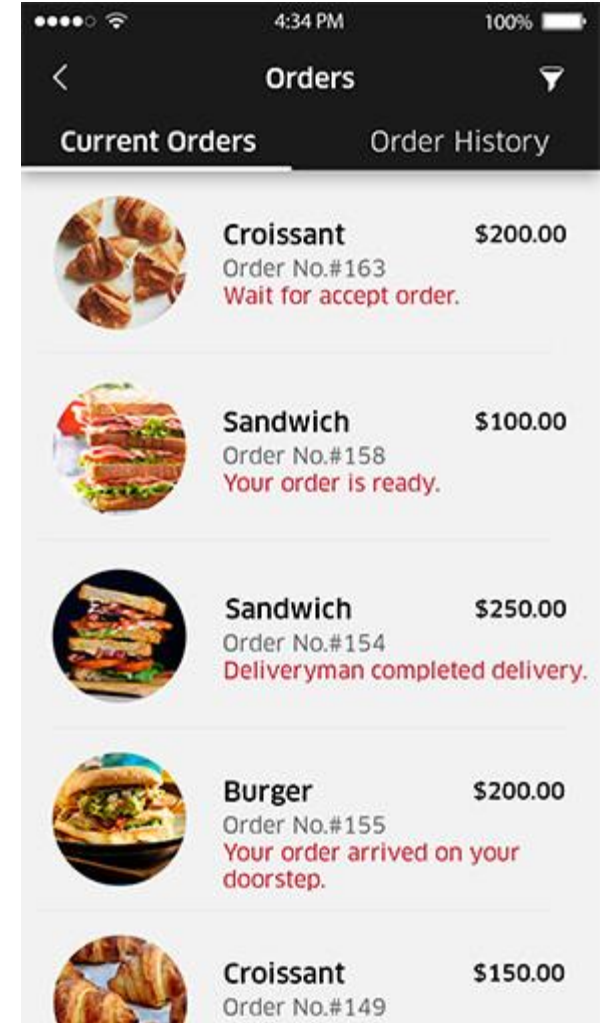 4:34 PM 100%
Orders
Current Orders Order History
Croissant $200.00
Order No.#163
Wait for accept order.
Sandwich $100.00
Order No.#158
Your order is ready.
Sandwich $250.00
Order No.#154
Deliveryman completed delivery.
Burger $200.00
Order No.#155
Your order arrived on your
doorstep.
Croissant $150.00
Order No.#149